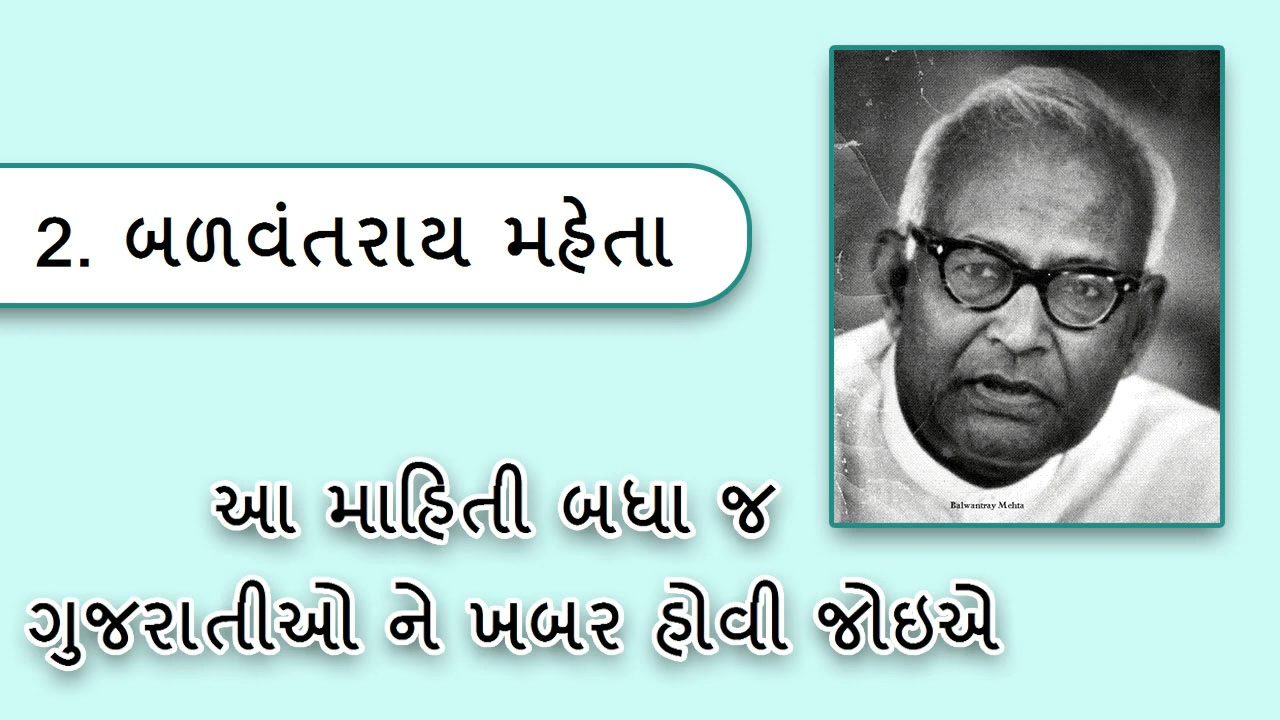 2. બળવંતરાય મહેતા
Balwantray Mehta
આ માહિતી બધા જ
ગુજરાતીઓ ને ખબર હોવી જોઇએ